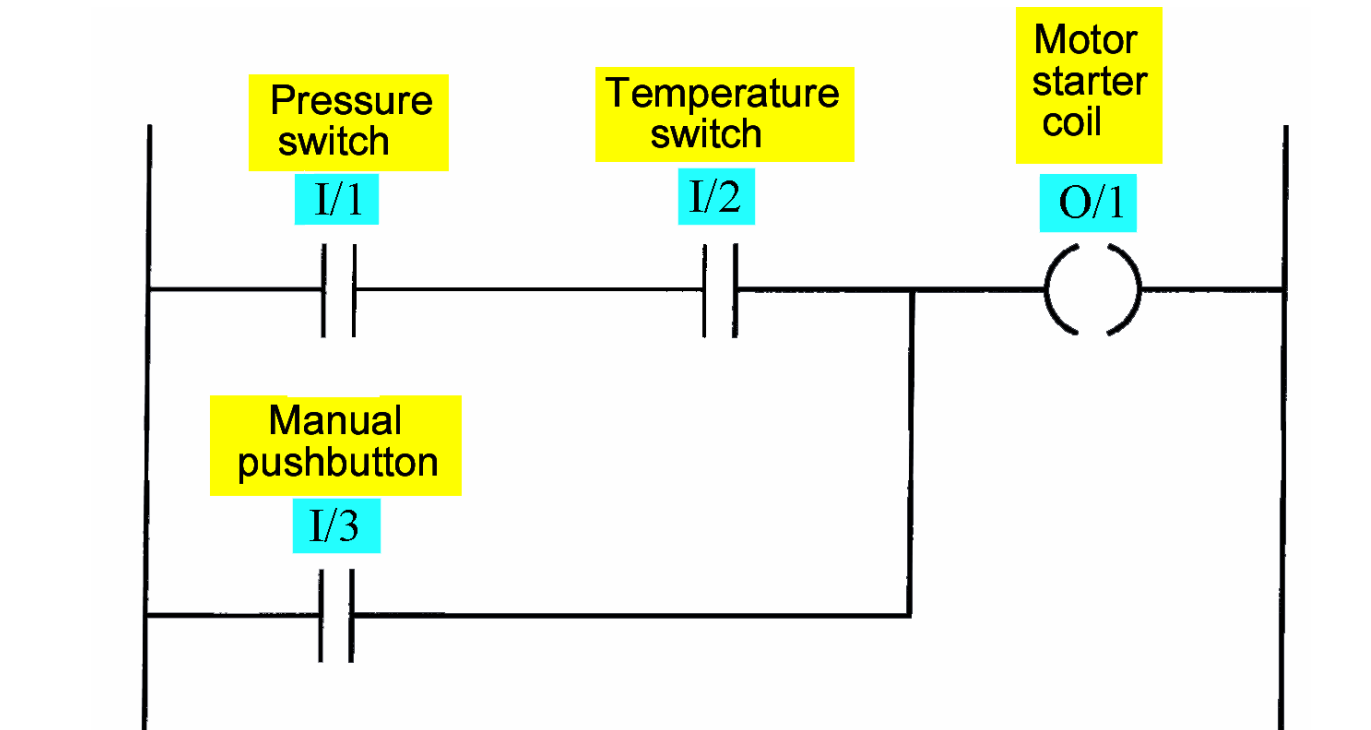 Pressure
switch
I/1
Temperature
switch
I/2
Motor
starter
coil
O/1
Manual
pushbutton
I/3